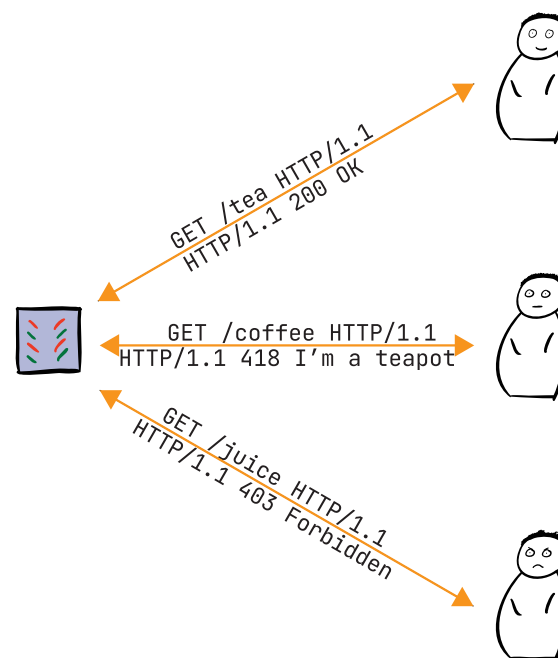 GET /tea HTTP/1.1
HTTP/1.1 200 OK
GET /coffee HTTP/1.1
HTTP/1.1 418 I’m a teapot
GET /juice HTTP/1.1
HTTP/1.1 403 Forbidden